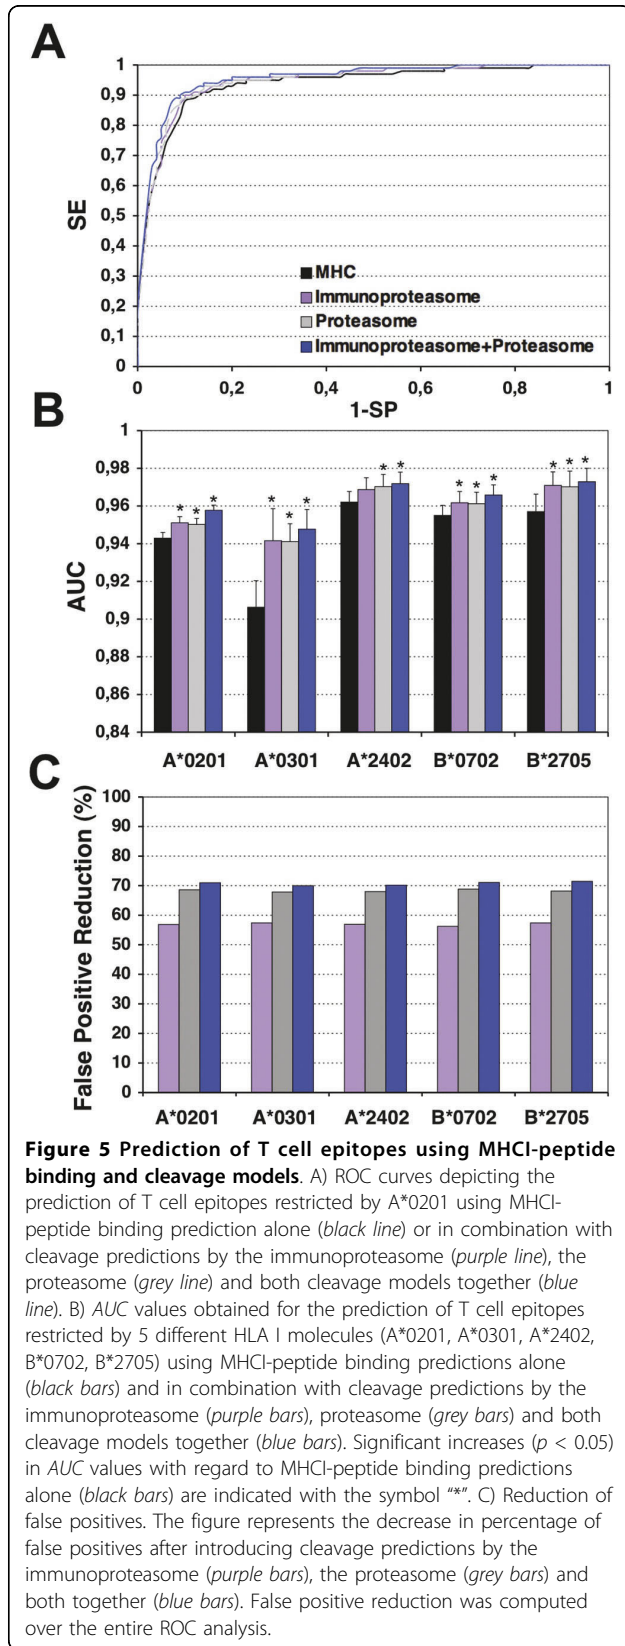 A
1
0,9
0,8
0,7
0,6
0,5
0,4
0,3
0,2
0,1
0
SE
MHC
Immunoproteasome
Proteasome
Immunoproteasome+Proteasome
0 0,2 0,4 0,6 0,8 1
1-SP
B
1
0,98
0,96
0,94
0,92
0,9
0,88
0,86
0,84
AUC
* * *
* * *
* *
* * *
* * *
A*0201 A*0301 A*2402 B*0702 B*2705
C
100
90
80
70
60
50
40
30
20
10
0
False Positive Reduction (%)
A*0201 A*0301 A*2402 B*0702 B*2705
Figure 5 Prediction of T cell epitopes using MHCI-peptide
binding and cleavage models. A) ROC curves depicting the
prediction of T cell epitopes restricted by A*0201 using MHCI-
peptide binding prediction alone (black line) or in combination with
cleavage predictions by the immunoproteasome (purple line), the
proteasome (grey line) and both cleavage models together (blue
line). B) AUC values obtained for the prediction of T cell epitopes
restricted by 5 different HLA I molecules (A*0201, A*0301, A*2402,
B*0702, B*2705) using MHCI-peptide binding predictions alone
(black bars) and in combination with cleavage predictions by the
immunoproteasome (purple bars), proteasome (grey bars) and both
cleavage models together (blue bars). Significant increases (p < 0.05)
in AUC values with regard to MHCI-peptide binding predictions
alone (black bars) are indicated with the symbol “*”. C) Reduction of
false positives. The figure represents the decrease in percentage of
false positives after introducing cleavage predictions by the
immunoproteasome (purple bars), the proteasome (grey bars) and
both together (blue bars). False positive reduction was computed
over the entire ROC analysis.